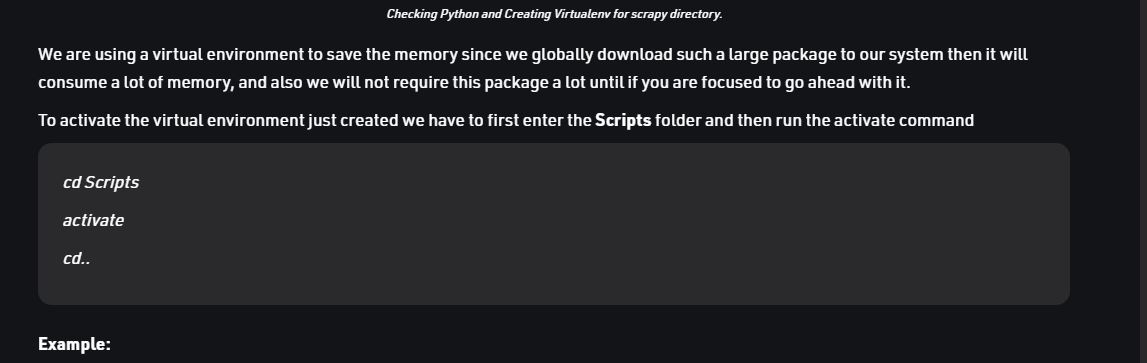 Checking Python and Creating Virtualenv for scrapy directory.
We are using a virtual environment to save the memory since we globally download such a large package to our system then it will
consume a lot of memory, and also we will not require this package a lot until if you are focused to go ahead with it.
To activate the virtual environment just created we have to first enter the Scripts folder and then run the activate command
cd Scripts
activate
cd..
Example: